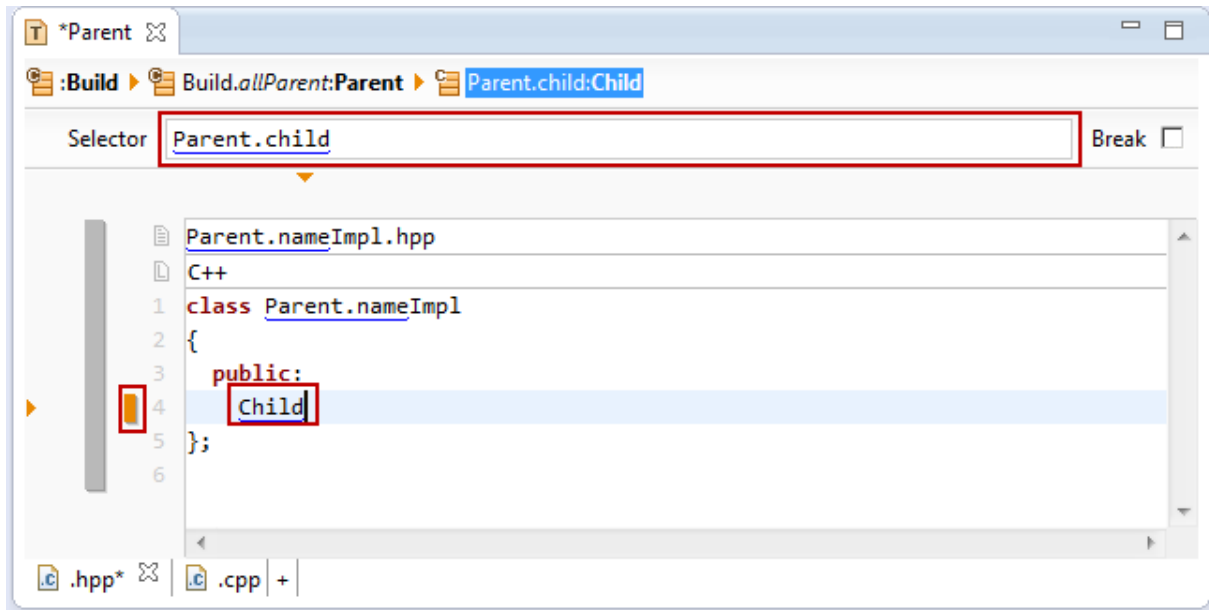 *Parent
:Build Build.allParent:Parent Parent.child:Child
Selector Parent.child Break
Parent.nameImpl.hpp
C++
1 class Parent.nameImpl
2 {
3 public:
4 Child
5 };
6
.hpp* .cpp +